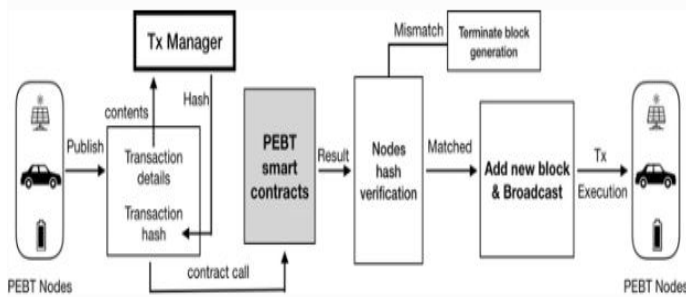 Tx Manager
Mismatch
Terminate block
generation
contents
Hash
Publish
Transaction
details
Transaction
hash
PEBT
smart
contracts
Result
Nodes
hash
verification
Matched
Add new block
& Broadcast
Tx
Execution
contract call
PEBT Nodes
PEBT Nodes